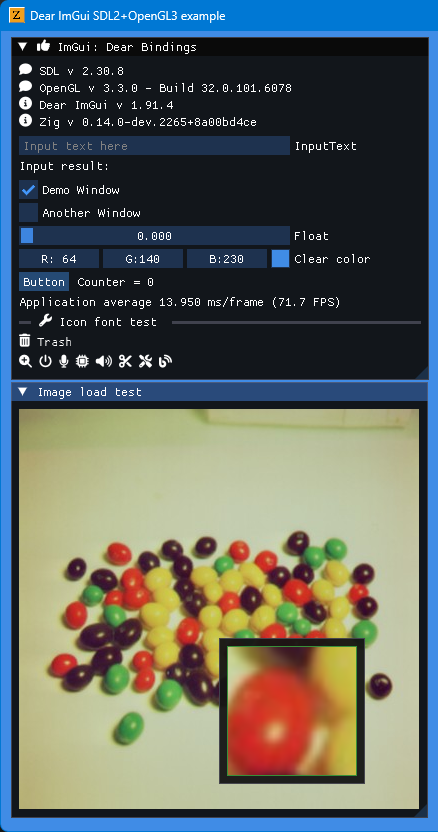 Z Dear ImGui SDL2+OpenGL3 example
ImGui: Dear Bindings
SDL v 2.30.8
OpenGL v 3.3.0 - Build 32.0.101.6078
Dear ImGui v 1.91.4
Zig v 0.14.0-dev.2265+8a00bd4ce
Input text here InputText
Input result:
Demo Window
Another Window
0.000 Float
R: 64 G:140 B:230 Clear color
Button Counter = 0
Application average 13.950 ms/frame (71.7 FPS)
Icon font test
Trash
Image load test